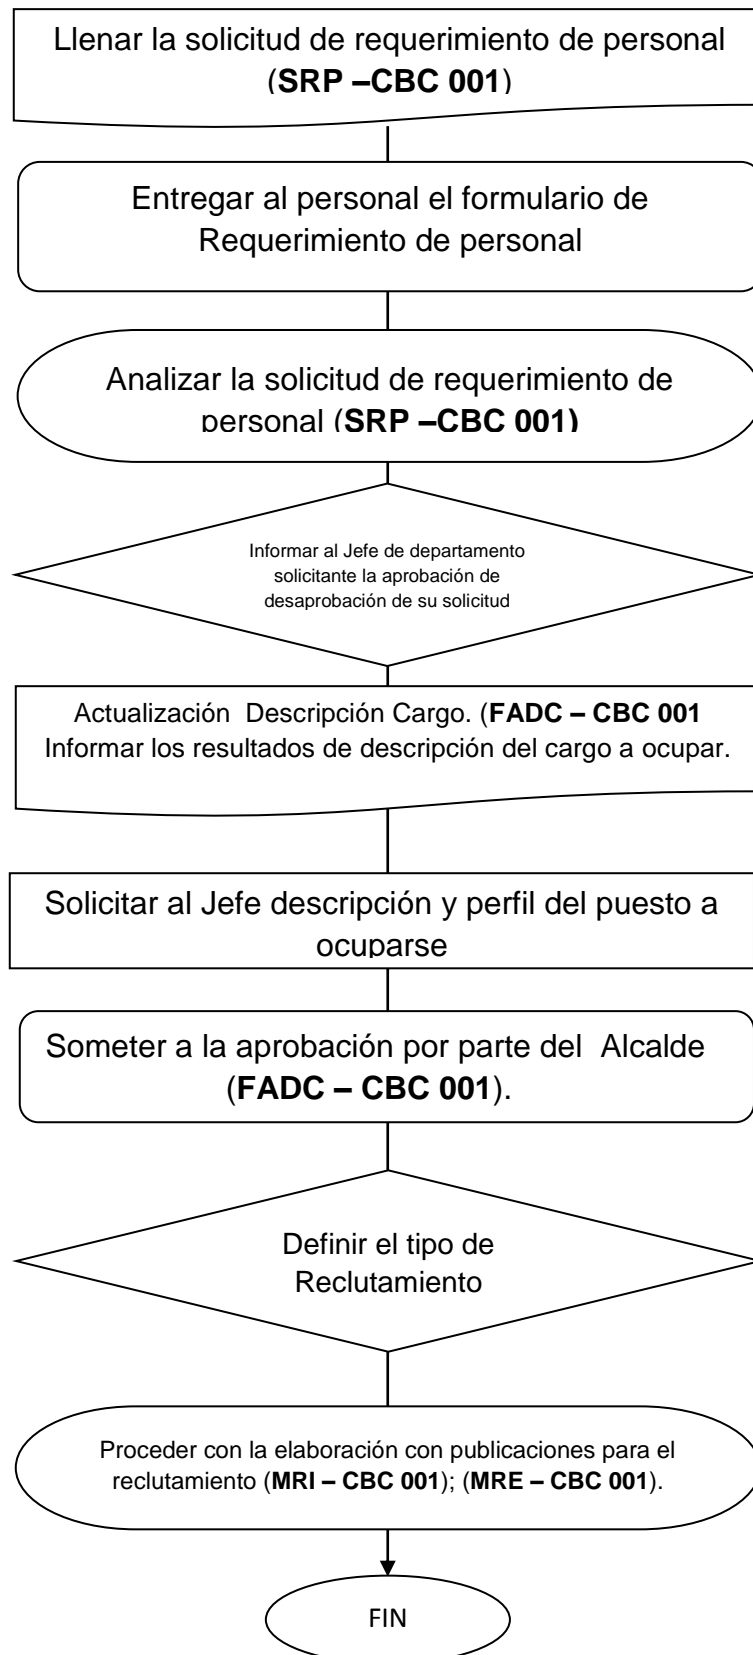 Llenar la solicitud de requerimiento de personal
(SRP –CBC 001)
Entregar al personal el formulario de
Requerimiento de personal
Analizar la solicitud de requerimiento de
personal (SRP –CBC 001)
Informar al Jefe de departamento
solicitante la aprobación de
desaprobación de su solicitud
Actualización Descripción Cargo. (FADC – CBC 001
Informar los resultados de descripción del cargo a ocupar.
Solicitar al Jefe descripción y perfil del puesto a
ocuparse
Someter a la aprobación por parte del Alcalde
(FADC – CBC 001).
Definir el tipo de
Reclutamiento
Proceder con la elaboración con publicaciones para el
reclutamiento (MRI – CBC 001); (MRE – CBC 001).
FIN